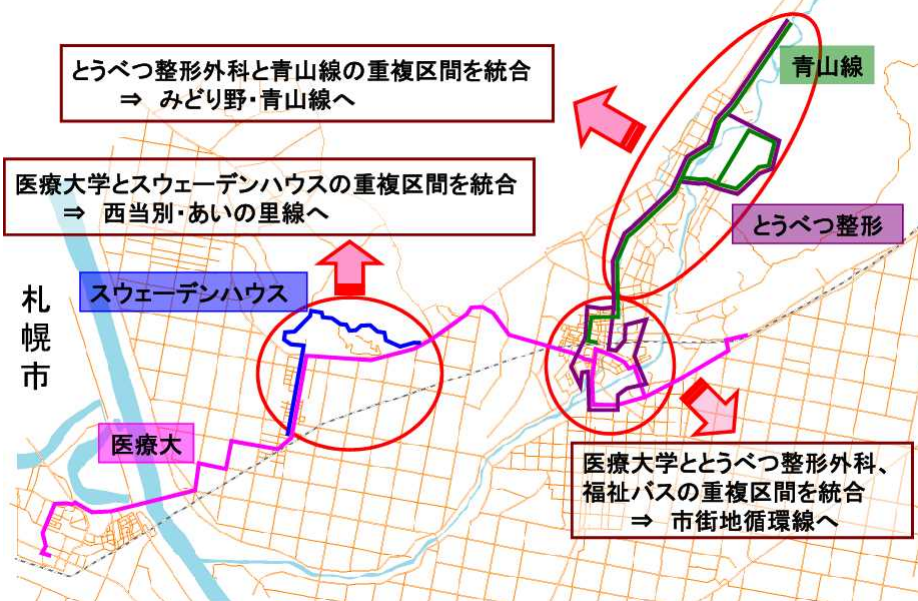 とうべつ整形外科と青山線の重複区間を統合
⇒ みどり野・青山線へ
青山線
医療大学とスウェーデンハウスの重複区間を統合
⇒ 西当別・あいの里線へ
とうべつ整形
スウェーデンハウス
札幌市
医療大
医療大学ととうべつ整形外科、
福祉バスの重複区間を統合
⇒ 市街地循環線へ